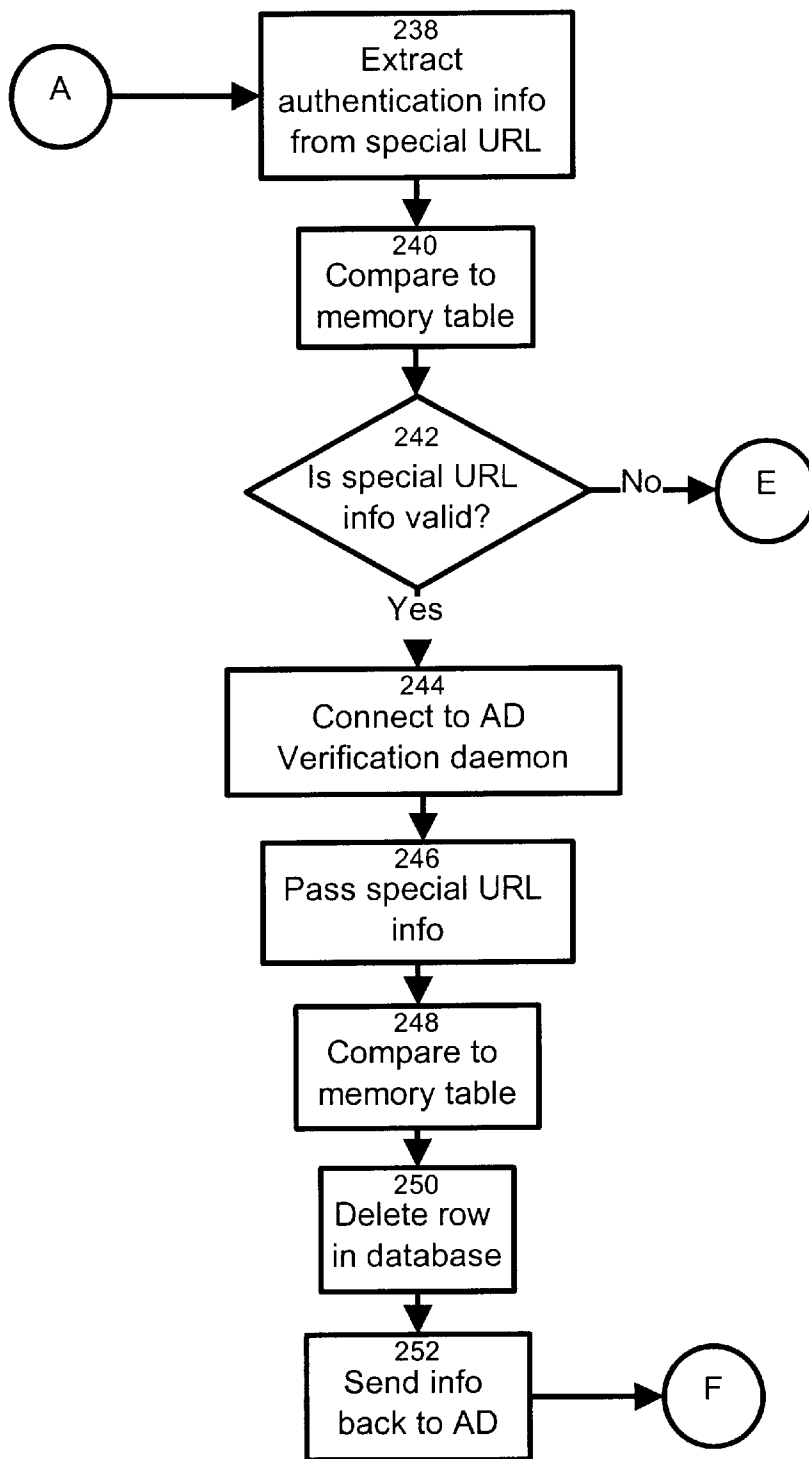 A
238
Extract
authentication info
from special URL
240
Compare to
memory table
242
Is special URL
info valid?
No
E
Yes
244
Connect to AD
Verification daemon
246
Pass special URL
info
248
Compare to
memory table
250
Delete row
in database
252
Send info
back to AD
F